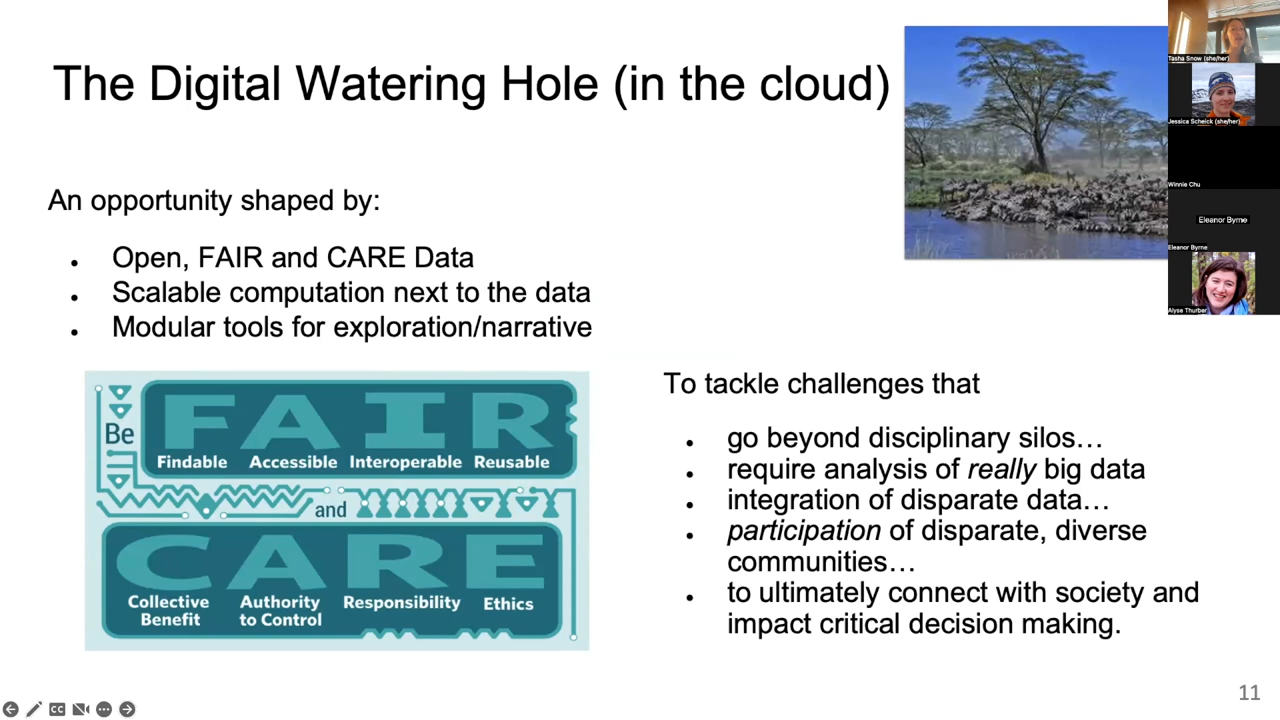 The Digital Watering Hole (in the cloud)
An opportunity shaped by:
Open, FAIR and CARE Data
Scalable computation next to the data
Modular tools for exploration/narrative
Be
FAIR
Findable Accessible Interoperable Reusable
and
CARE
Collective Benefit
Authority to Control
Responsibility
Ethics
To tackle challenges that
go beyond disciplinary silos…
require analysis of really big data
integration of disparate data…
participation of disparate, diverse
communities…
to ultimately connect with society and
impact critical decision making.
Tasha Snow (she/her)
Jessica Scheick (she/her)
Winnie Chu
Eleanor Byrne
Eleanor Byrne
Alyse Thurber
CC
11